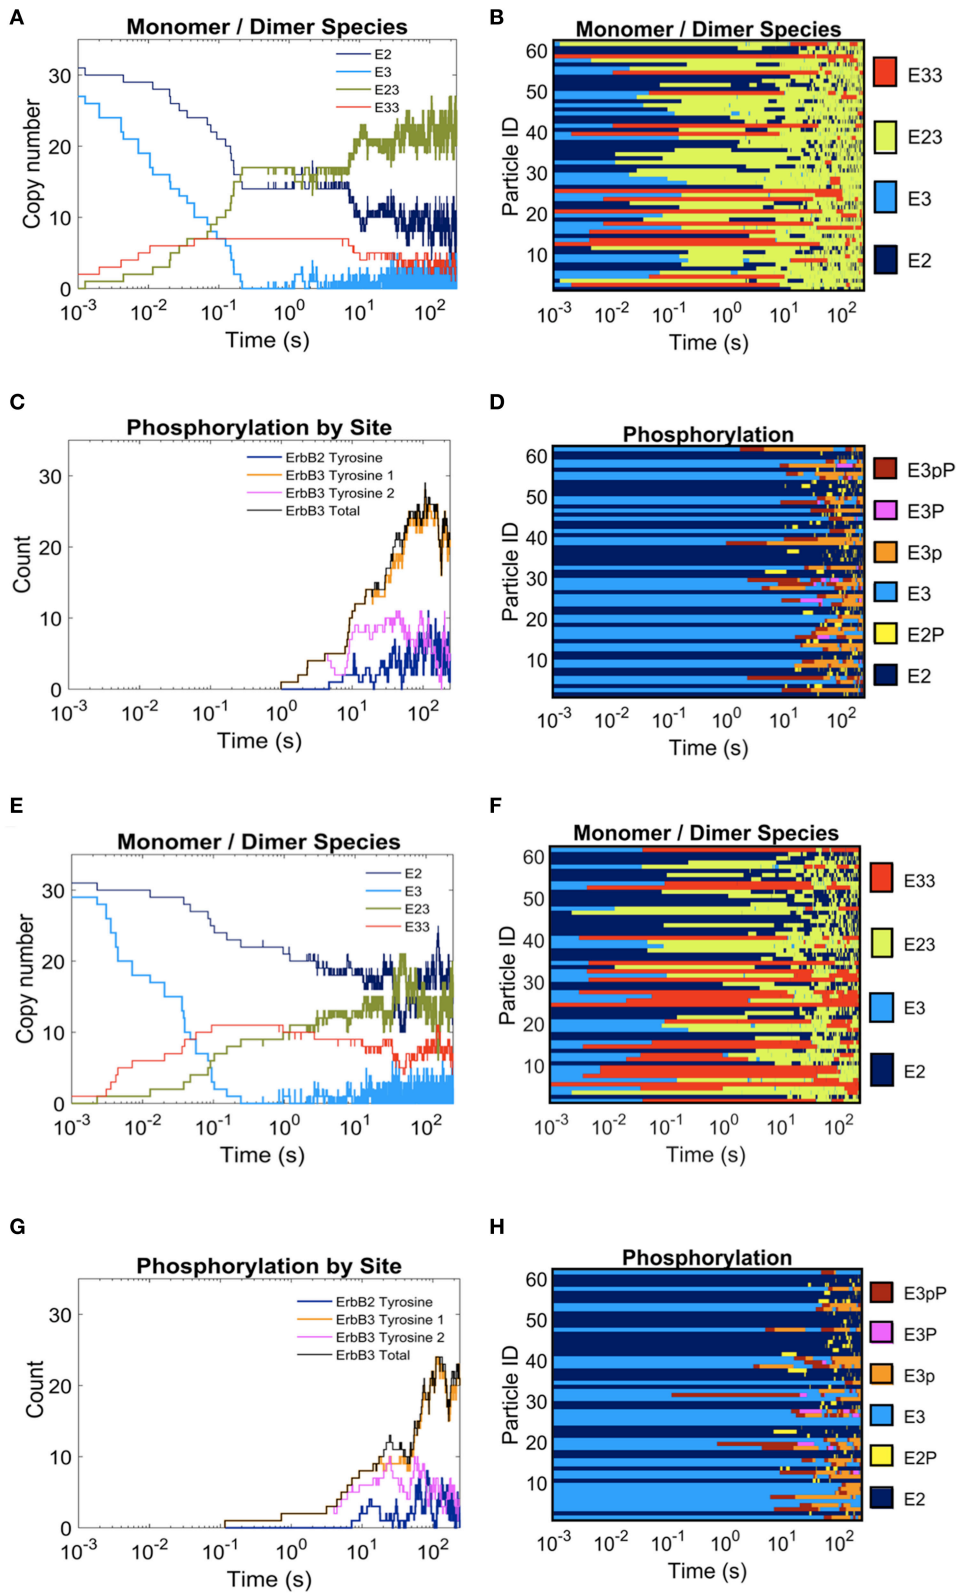 A
Monomer / Dimer Species
E2
E3
E23
E33
30
20
10
0
Copy number
10-3 10-2 10-1 100 101 102
Time (s)
B
Monomer / Dimer Species
60
50
40
30
20
10
Particle ID
10-3 10-2 10-1 100 101 102
Time (s)
E33
E23
E3
E2
C
Phosphorylation by Site
ErbB2 Tyrosine
ErbB3 Tyrosine 1
ErbB3 Tyrosine 2
ErbB3 Total
30
20
10
0
Count
10-3 10-2 10-1 100 101 102
Time (s)
D
Phosphorylation
60
50
40
30
20
10
Particle ID
10-3 10-2 10-1 100 101 102
Time (s)
E3pP
E3P
E3p
E3
E2P
E2
E
Monomer / Dimer Species
E2
E3
E23
E33
30
20
10
0
Copy number
10-3 10-2 10-1 100 101 102
Time (s)
F
Monomer / Dimer Species
60
50
40
30
20
10
Particle ID
10-3 10-2 10-1 100 101 102
Time (s)
E33
E23
E3
E2
G
Phosphorylation by Site
ErbB2 Tyrosine
ErbB3 Tyrosine 1
ErbB3 Tyrosine 2
ErbB3 Total
30
20
10
0
Count
10-3 10-2 10-1 100 101 102
Time (s)
H
Phosphorylation
60
50
40
30
20
10
Particle ID
10-3 10-2 10-1 100 101 102
Time (s)
E3pP
E3P
E3p
E3
E2P
E2